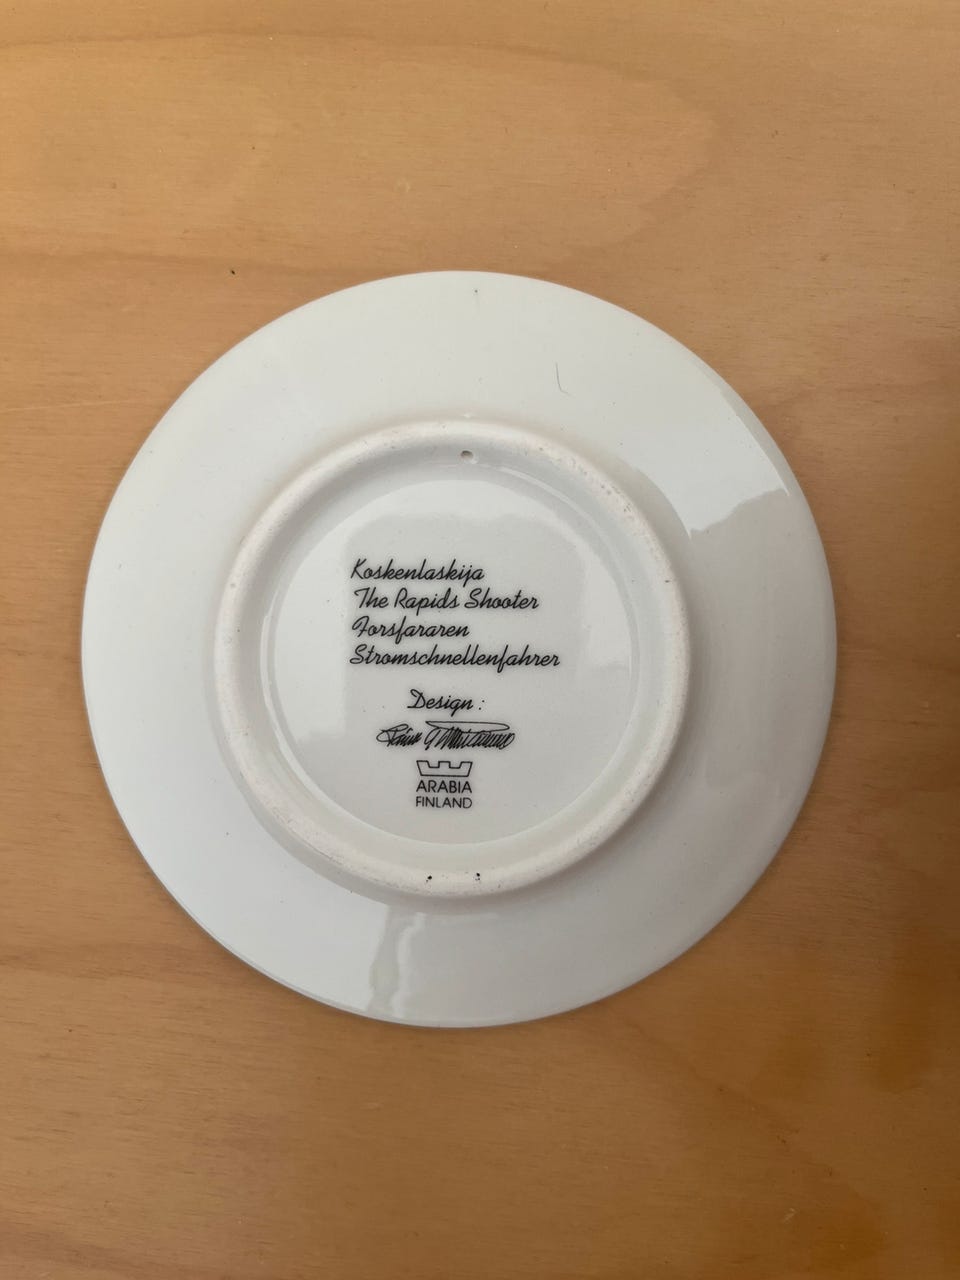 Koskenlaskija
The Rapids Shooter
Forsfararen
Stromschnellenfahrer
Design :
ARABIA
FINLAND